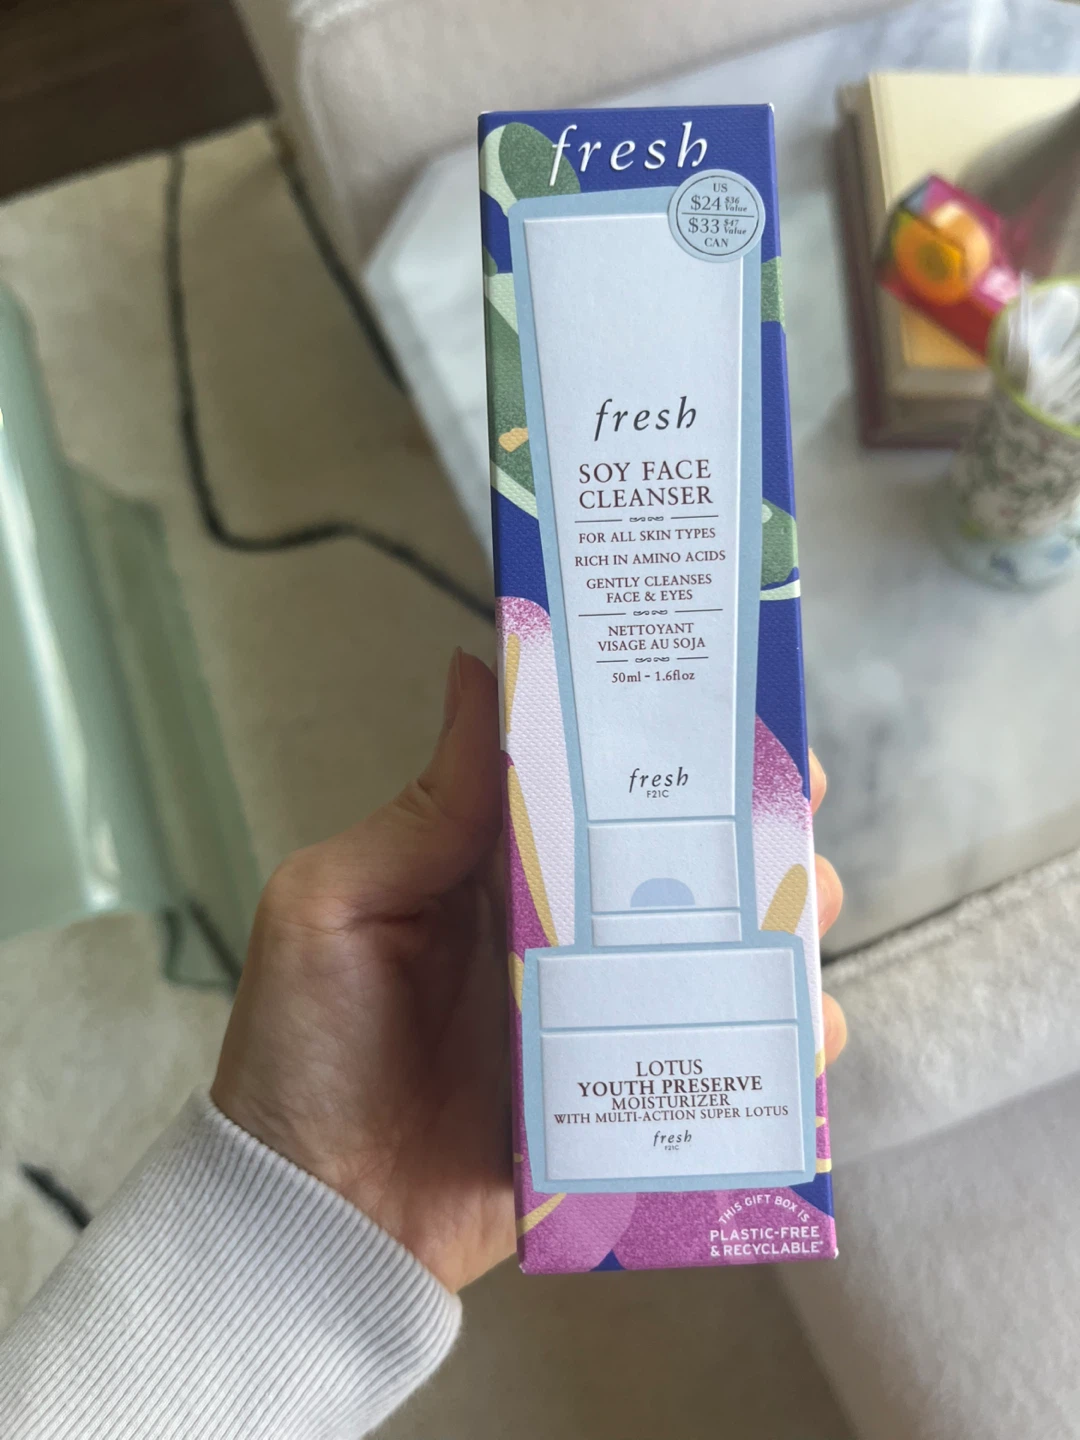 fresh
US
$24 $36 Value
$33 $47 Value
CAN
fresh
SOY FACE
CLEANSER
FOR ALL SKIN TYPES
RICH IN AMINO ACIDS
GENTLY CLEANSES
FACE & EYES
NETTOYANT
VISAGE AU SOJA
50ml - 1.6fl oz
fresh
F21C
LOTUS
YOUTH PRESERVE
MOISTURIZER
WITH MULTI-ACTION SUPER LOTUS
fresh
F21C
THIS GIFT BOX IS
PLASTIC-FREE
& RECYCLABLE*